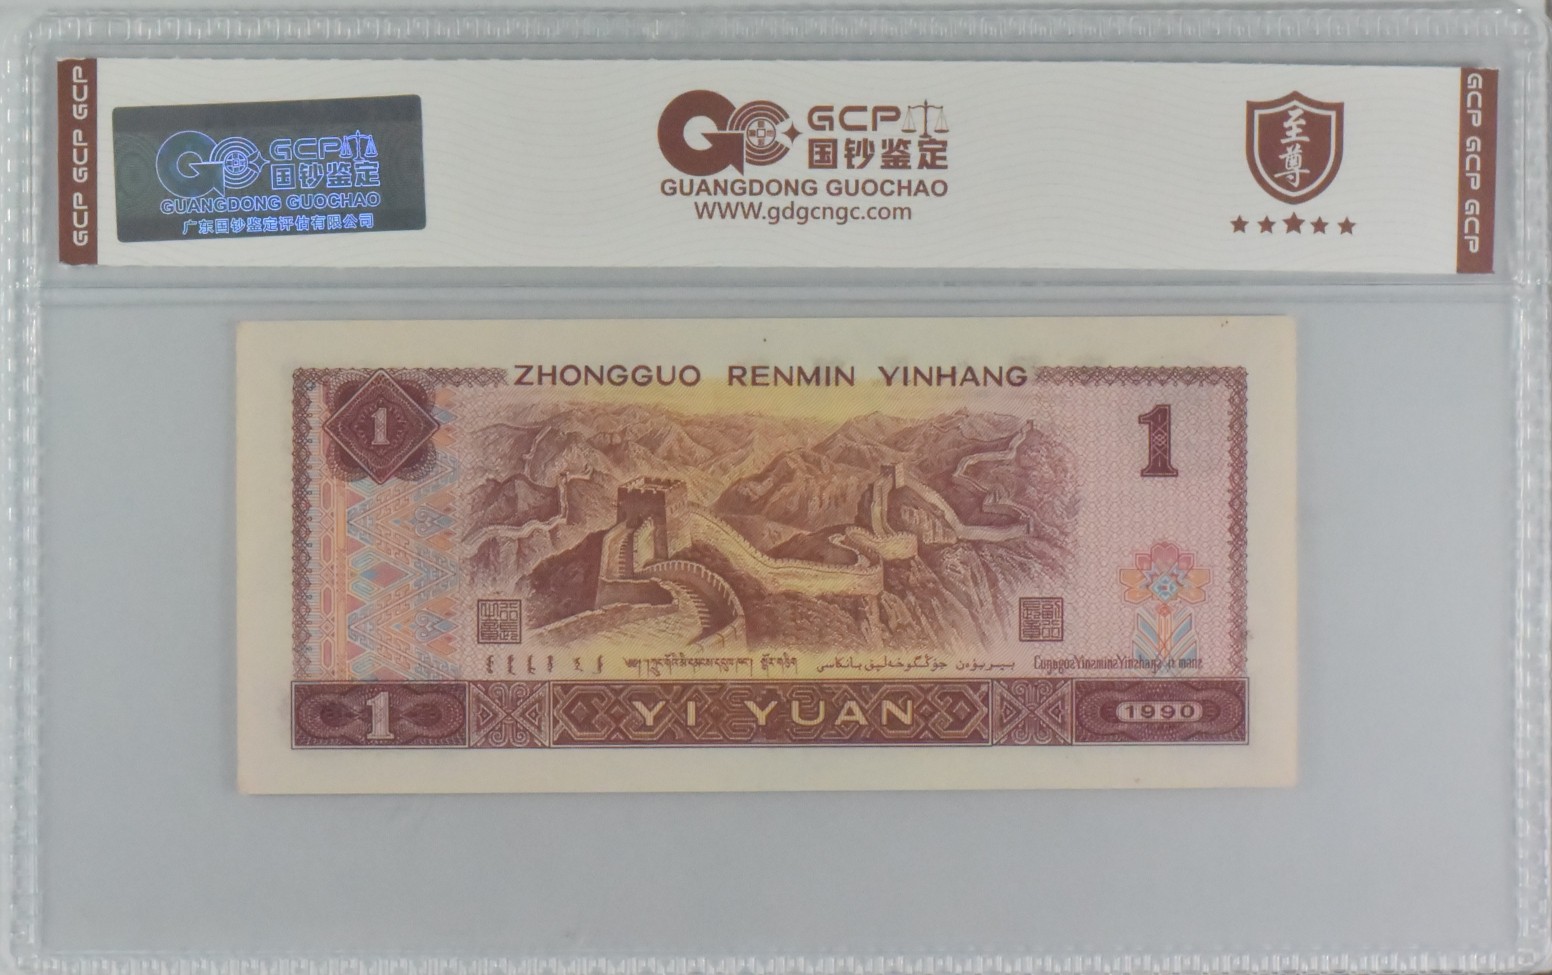 GCP GCP GCP
GCP
国钞鉴定
GUANGDONG GUOCHAO
广东国钞鉴定评估有限公司
GCP
国钞鉴定
GUANGDONG GUOCHAO
WWW.gdgcngc.com
至尊
GCP GCP GCP
ZHONGGUO RENMIN YINHANG
1
1
1
YI YUAN
1990